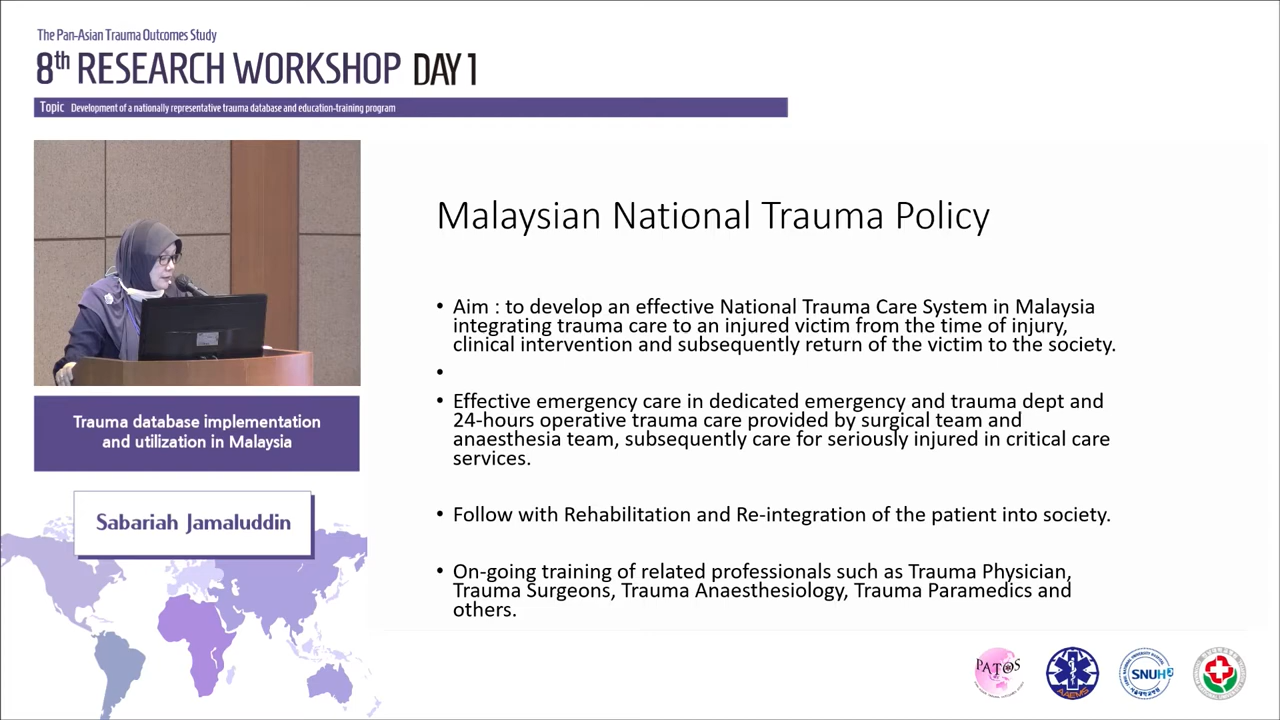 The Pan-Asian Trauma Outcomes Study
8th RESEARCH WORKSHOP DAY 1
Topic Development of a nationally representative trauma database and education-training program
Malaysian National Trauma Policy
• Aim : to develop an effective National Trauma Care System in Malaysia
integrating trauma care to an injured victim from the time of injury,
clinical intervention and subsequently return of the victim to the society.
•
• Effective emergency care in dedicated emergency and trauma dept and
24-hours operative trauma care provided by surgical team and
anaesthesia team, subsequently care for seriously injured in critical care
services.
• Follow with Rehabilitation and Re-integration of the patient into society.
• On-going training of related professionals such as Trauma Physician,
Trauma Surgeons, Trauma Anaesthesiology, Trauma Paramedics and
others.
Trauma database implementation
and utilization in Malaysia
Sabariah Jamaluddin
PATOS
AAEMS
SNUH